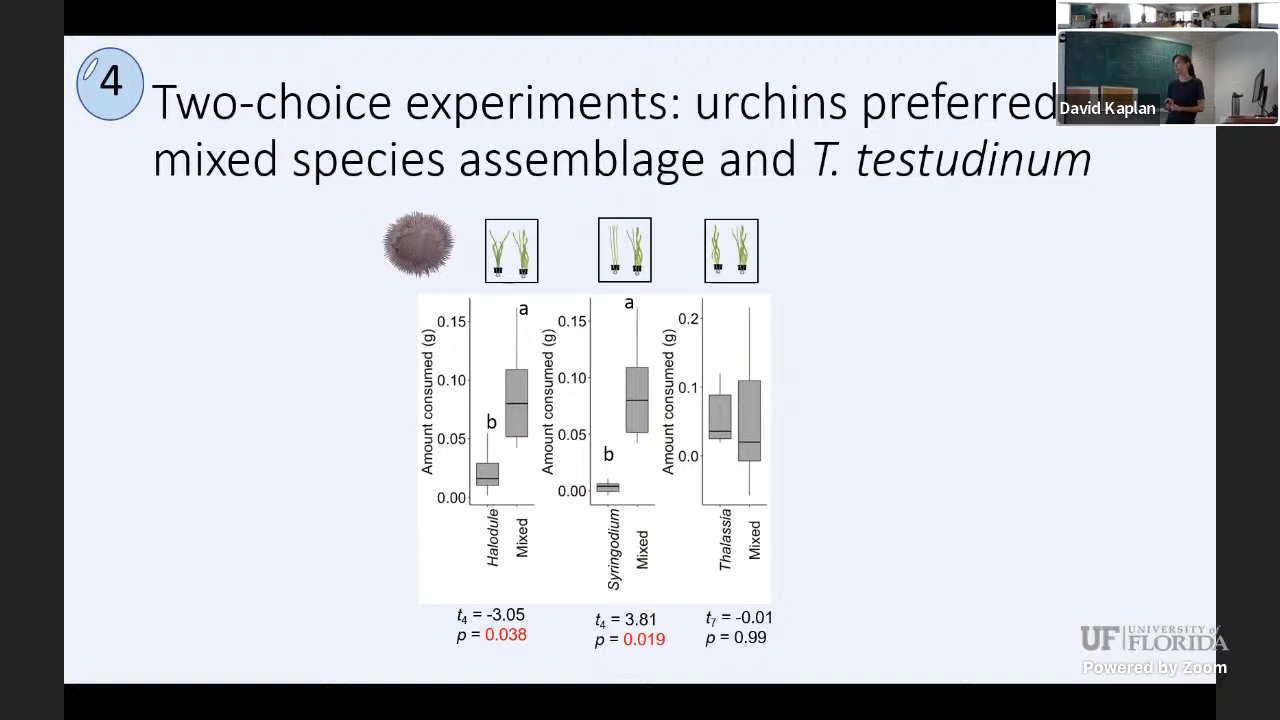 4
Two-choice experiments: urchins preferred
mixed species assemblage and T. testudinum
David Kaplan
a
b
Amount consumed (g)
0.15
0.10
0.05
0.00
Halodule
Mixed
a
b
Amount consumed (g)
0.15
0.10
0.05
0.00
Syringodium
Mixed
Amount consumed (g)
0.2
0.1
0.0
Thalassia
Mixed
t4 = -3.05
p = 0.038
t4 = 3.81
p = 0.019
t7 = -0.01
p = 0.99
UF UNIVERSITY of
FLORIDA
Powered by Zoom